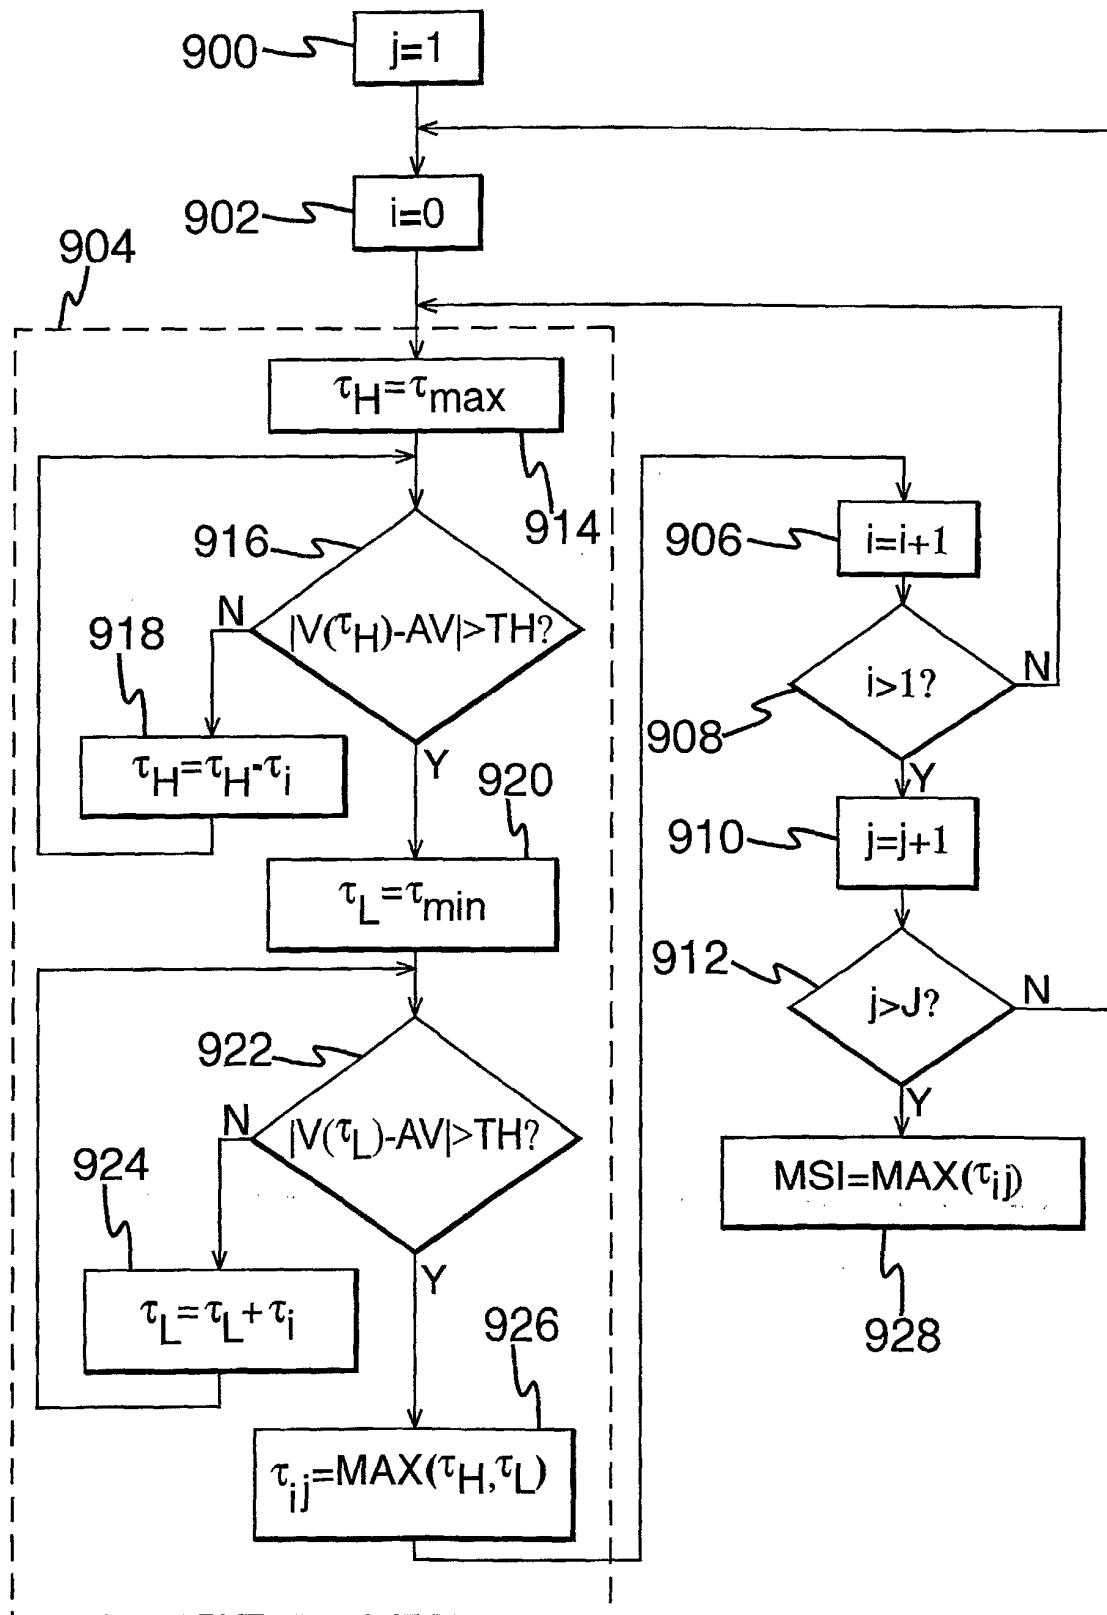 900
j=1
902
i=0
904
τH=τmax
914
916
|V(τH)-AV|>TH?
N
Y
918
τH=τH-τi
920
τL=τmin
922
|V(τL)-AV|>TH?
N
Y
924
τL=τL+τi
926
τij=MAX(τH,τL)
906
i=i+1
908
i>1?
N
Y
910
j=j+1
912
j>J?
N
Y
MSI=MAX(τij)
928